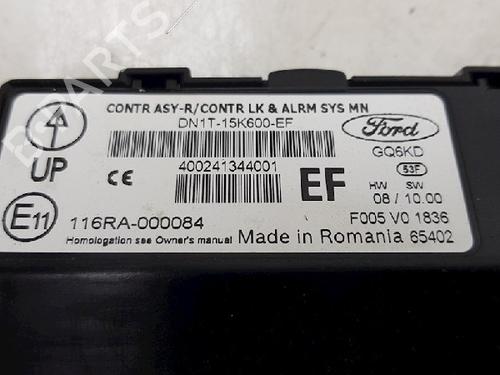 CONTR ASY-R/CONTR LK & ALRM SYS MN
DN1T-15K600-EF
Ford
GQ6KD
53F
UP
400241344001
CE
EF
HW SW
08 / 10.00
E11
116RA-000084
F005 V0 1836
Homologation see Owner's manual
Made in Romania 65402
B-PARTS